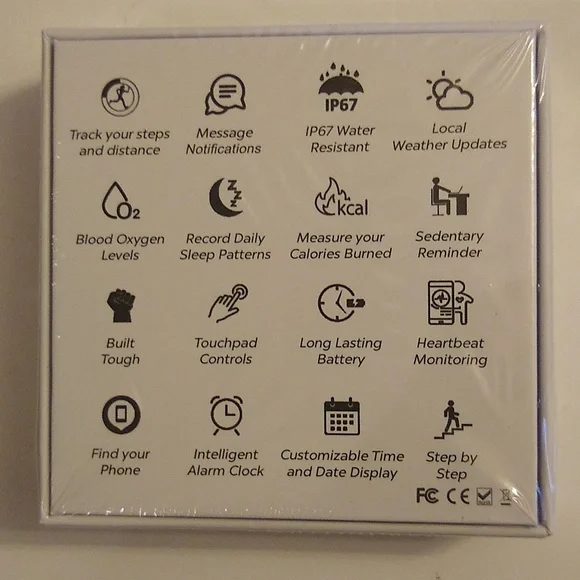 IP67
Track your steps
and distance
Message
Notifications
IP67 Water
Resistant
Local
Weather Updates
O2
zzz
kcal
Blood Oxygen
Levels
Record Daily
Sleep Patterns
Measure your
Calories Burned
Sedentary
Reminder
Built
Tough
Touchpad
Controls
Long Lasting
Battery
Heartbeat
Monitoring
Find your
Phone
Intelligent
Alarm Clock
Customizable Time
and Date Display
Step by
Step
FC CE